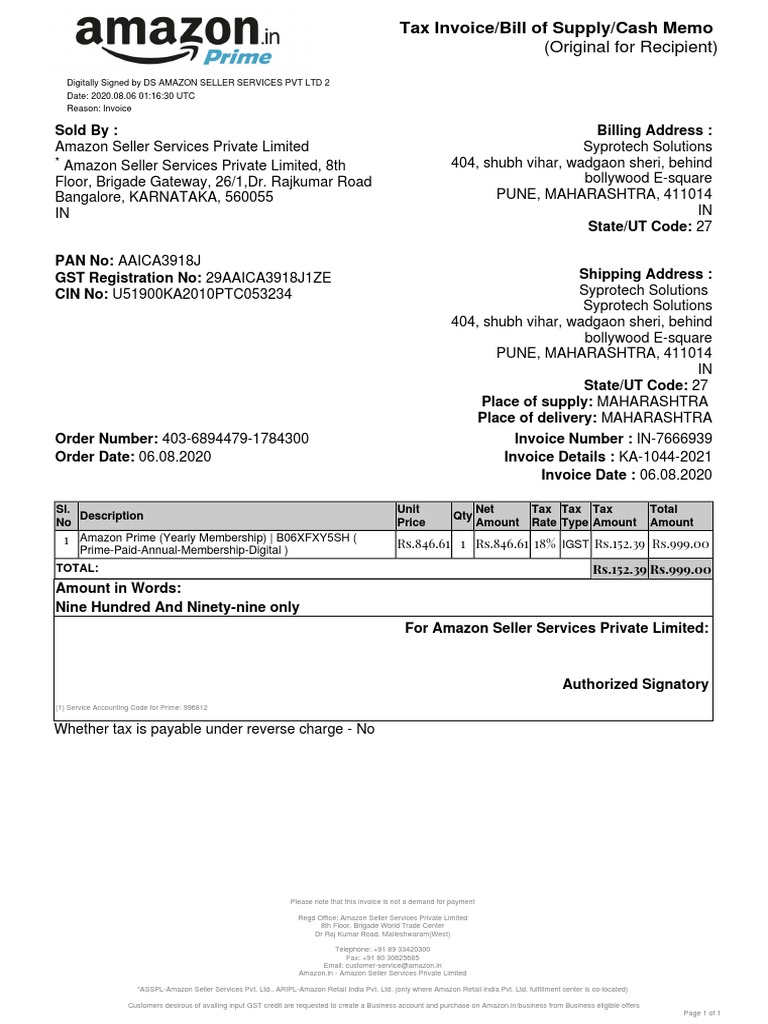 amazon.in
Prime
Tax Invoice/Bill of Supply/Cash Memo
(Original for Recipient)
Digitally Signed by DS AMAZON SELLER SERVICES PVT LTD 2
Date: 2020.08.06 01:16:30 UTC
Reason: Invoice
Sold By :
Amazon Seller Services Private Limited
* Amazon Seller Services Private Limited, 8th
Floor, Brigade Gateway, 26/1,Dr. Rajkumar Road
Bangalore, KARNATAKA, 560055
IN
Billing Address :
Syprotech Solutions
404, shubh vihar, wadgaon sheri, behind
bollywood E-square
PUNE, MAHARASHTRA, 411014
IN
State/UT Code: 27
PAN No: AAICA3918J
GST Registration No: 29AAICA3918J1ZE
CIN No: U51900KA2010PTC053234
Shipping Address :
Syprotech Solutions
Syprotech Solutions
404, shubh vihar, wadgaon sheri, behind
bollywood E-square
PUNE, MAHARASHTRA, 411014
IN
State/UT Code: 27
Place of supply: MAHARASHTRA
Place of delivery: MAHARASHTRA
Order Number: 403-6894479-1784300
Order Date: 06.08.2020
Invoice Number : IN-7666939
Invoice Details : KA-1044-2021
Invoice Date : 06.08.2020
Sl. No Description Unit Price Qty Net Amount Tax Rate Tax Type Tax Amount Total Amount
1 Amazon Prime (Yearly Membership) | B06XFXY5SH ( Rs.846.61 1 Rs.846.61 18% IGST Rs.152.39 Rs.999.00
Prime-Paid-Annual-Membership-Digital )
TOTAL: Rs.152.39 Rs.999.00
Amount in Words:
Nine Hundred And Ninety-nine only
For Amazon Seller Services Private Limited:
Authorized Signatory
(1) Service Accounting Code for Prime: 996812
Whether tax is payable under reverse charge - No
Please note that this invoice is not a demand for payment
Regd Office: Amazon Seller Services Private Limited
8th Floor, Brigade World Trade Center
Dr Raj Kumar Road, Malleshwaram(West)
Telephone: +91 89 33420300
Fax: +91 80 30625685
Email: customer-service@amazon.in
Amazon.in - Amazon Seller Services Private Limited
*ASSPL-Amazon Seller Services Pvt. Ltd., ARIPL-Amazon Retail India Pvt. Ltd. (only where Amazon Retail India Pvt. Ltd. fulfillment center is co-located)
Customers desirous of availing input GST credit are requested to create a Business account and purchase on Amazon.in/business from Business eligible offers
Page 1 of 1